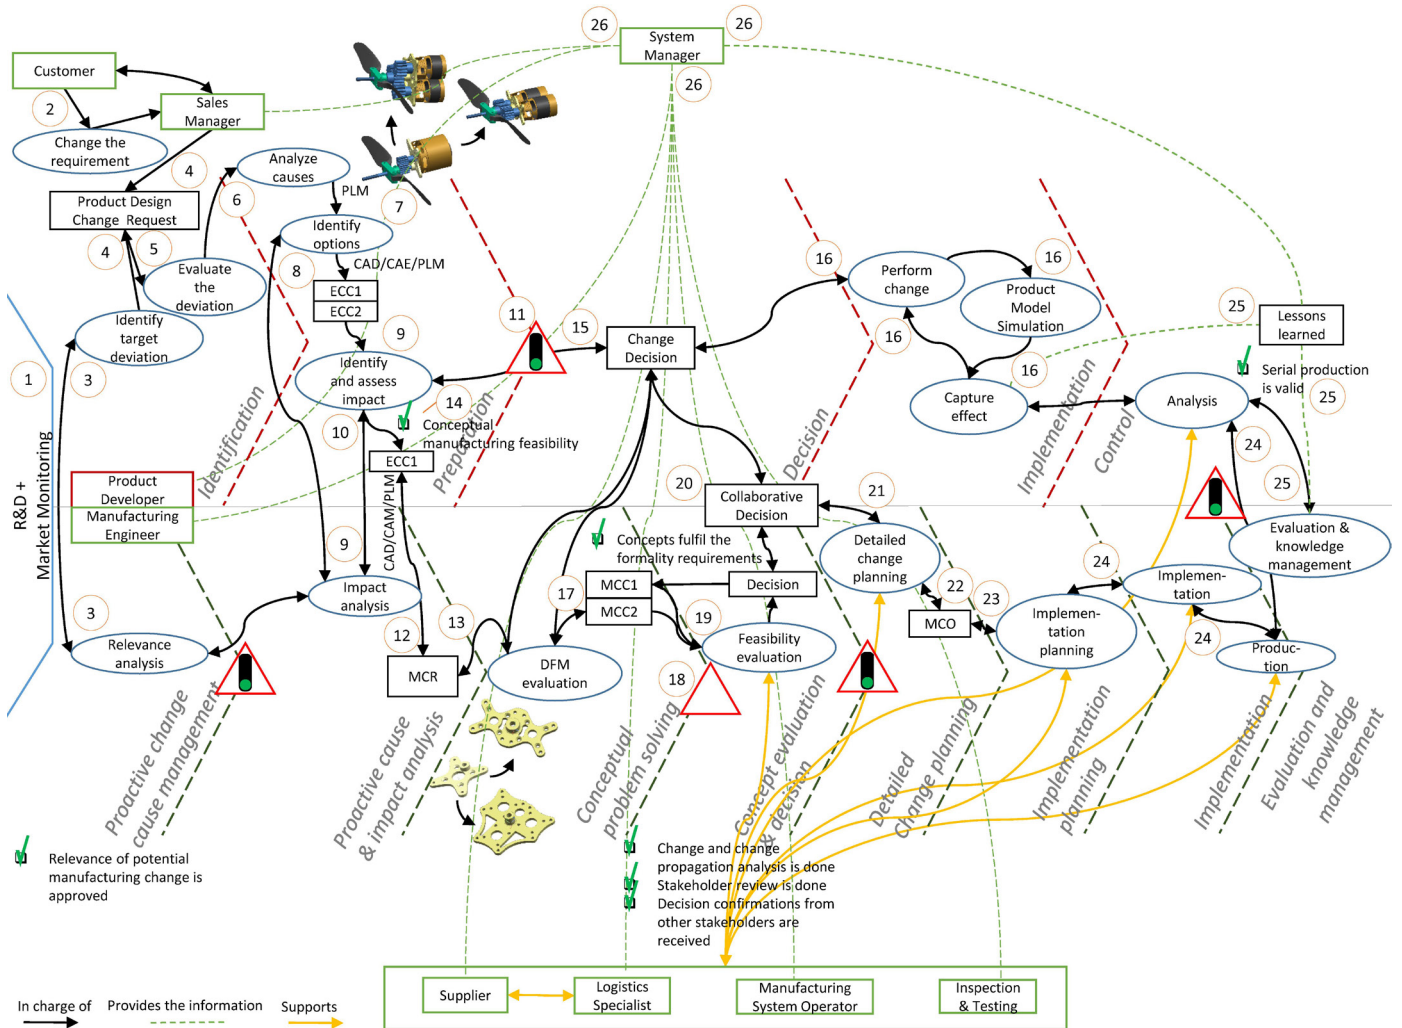 26
System
Manager
26
26
Customer
2
Sales
Manager
Change the
requirement
4
Analyze
causes
PLM
6
7
Product Design
Change Request
4
5
Identify
options
CAD/CAE/PLM
Evaluate
the
deviation
8
ECC1
ECC2
Identify
target
deviation
9
Identify
and assess
impact
11
15
Change
Decision
16
Perform
change
16
Product
Model
Simulation
16
16
Capture
effect
25
Lessons
learned
Serial production
is valid
25
Analysis
24
1
3
R&D +
Market Monitoring
14
10
Conceptual
manufacturing feasibility
ECC1
CAD/CAM/PLM
Identification
Preparation
Decision
Implementation
Control
Product
Developer
Manufacturing
Engineer
20
Collaborative
Decision
21
25
Concepts fulfil the
formality requirements
Detailed
change
planning
Evaluation &
knowledge
management
9
Impact
analysis
MCC1
MCC2
Decision
17
22
23
MCO
24
Implemen-
tation
Implemen-
tation
planning
24
Produc-
tion
3
Relevance
analysis
12
13
MCR
DFM
evaluation
19
Feasibility
evaluation
18
Proactive change
cause management
Proactive cause
& impact analysis
Conceptual
problem solving
Concept evaluation
& decision
Detailed
Change planning
Implementation
planning
Implementation
Evaluation and
knowledge
management
Relevance of potential
manufacturing change is
approved
Change and change
propagation analysis is done
Stakeholder review is done
Decision confirmations from
other stakeholders are
received
Supplier
Logistics
Specialist
Manufacturing
System Operator
Inspection
& Testing
In charge of
Provides the information
Supports